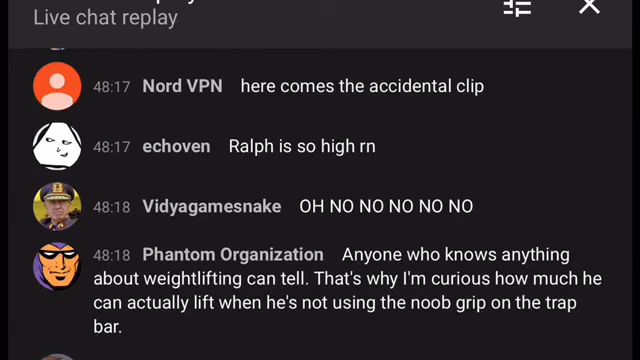 Live chat replay
48:17 Nord VPN here comes the accidental clip
48:17 echoven Ralph is so high rn
48:18 Vidyagamesnake OH NO NO NO NO NO
48:18 Phantom Organization Anyone who knows anything
about weightlifting can tell. That's why I'm curious how much he
can actually lift when he's not using the noob grip on the trap
bar.